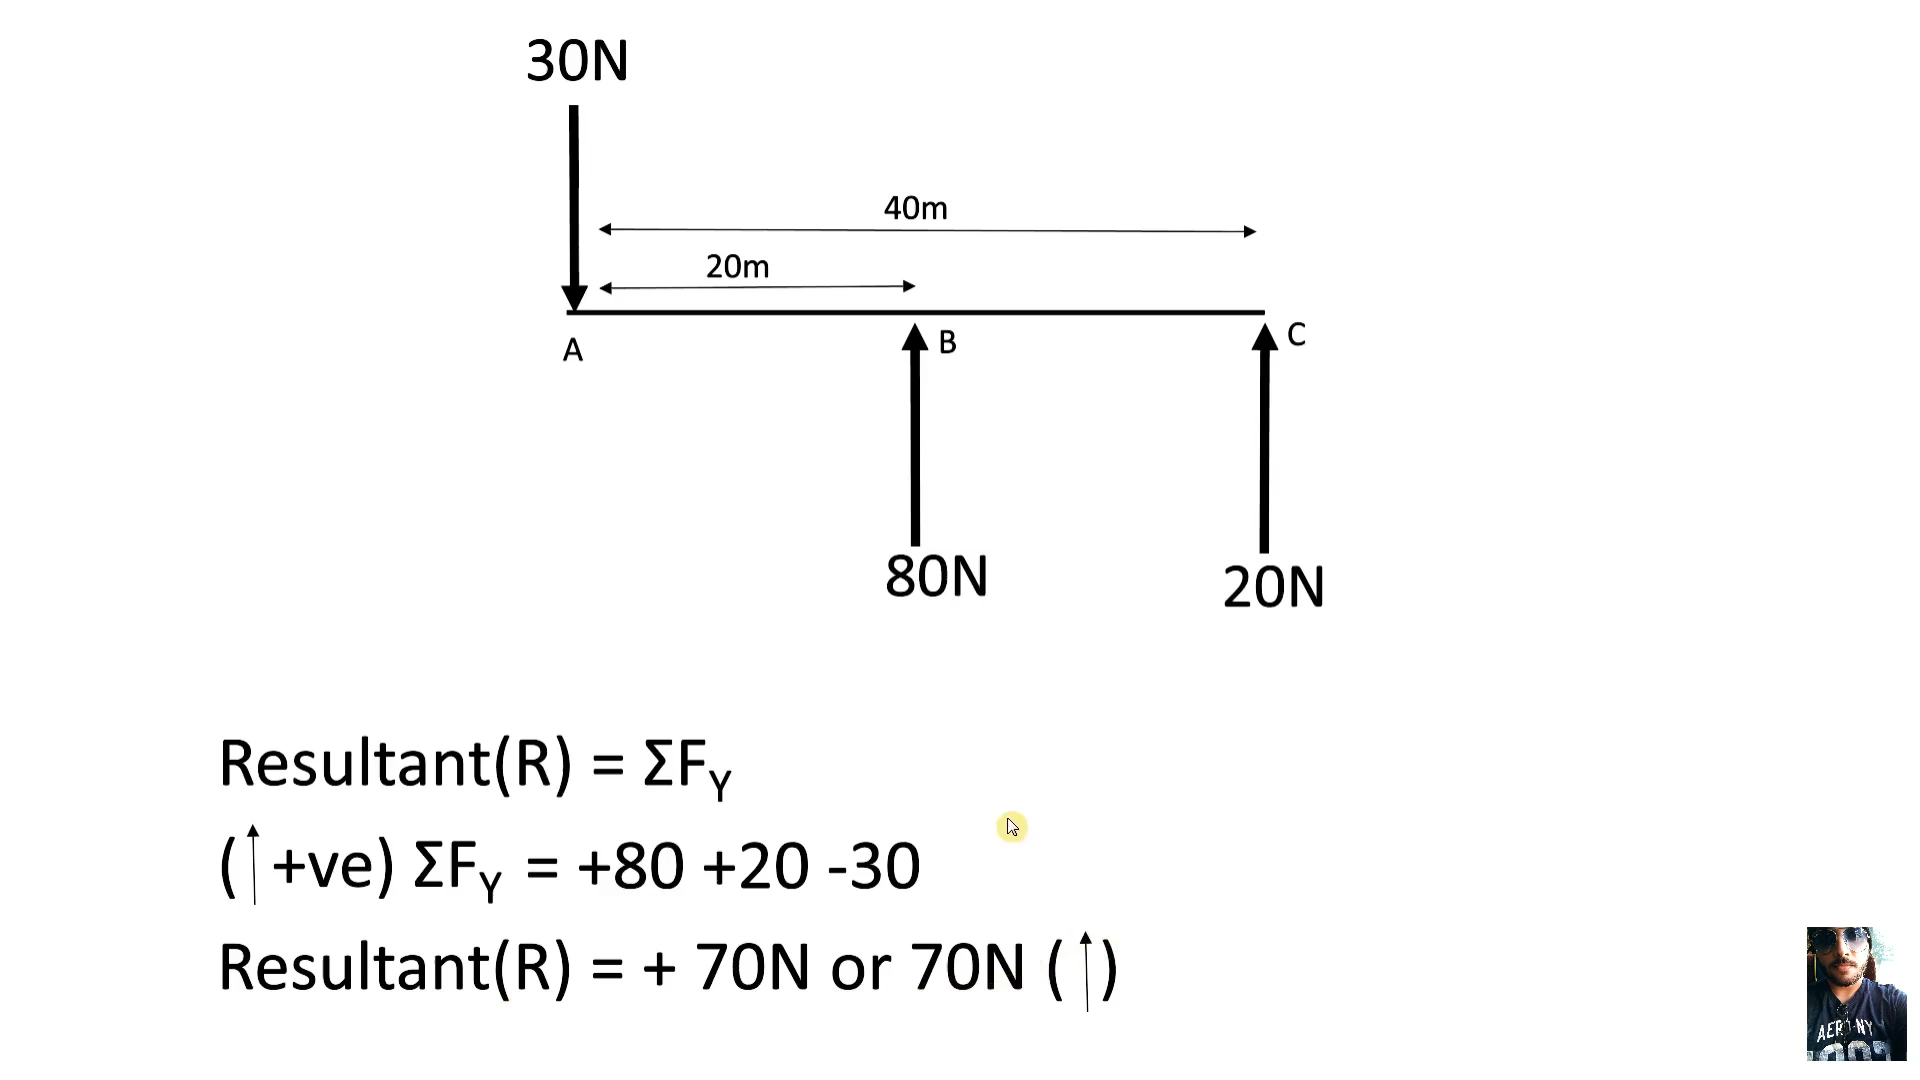 30N
40m
20m
A
B
C
80N
20N
Resultant(R) = ΣFY
(↑+ve) ΣFY = +80 +20 -30
Resultant(R) = + 70N or 70N (↑)